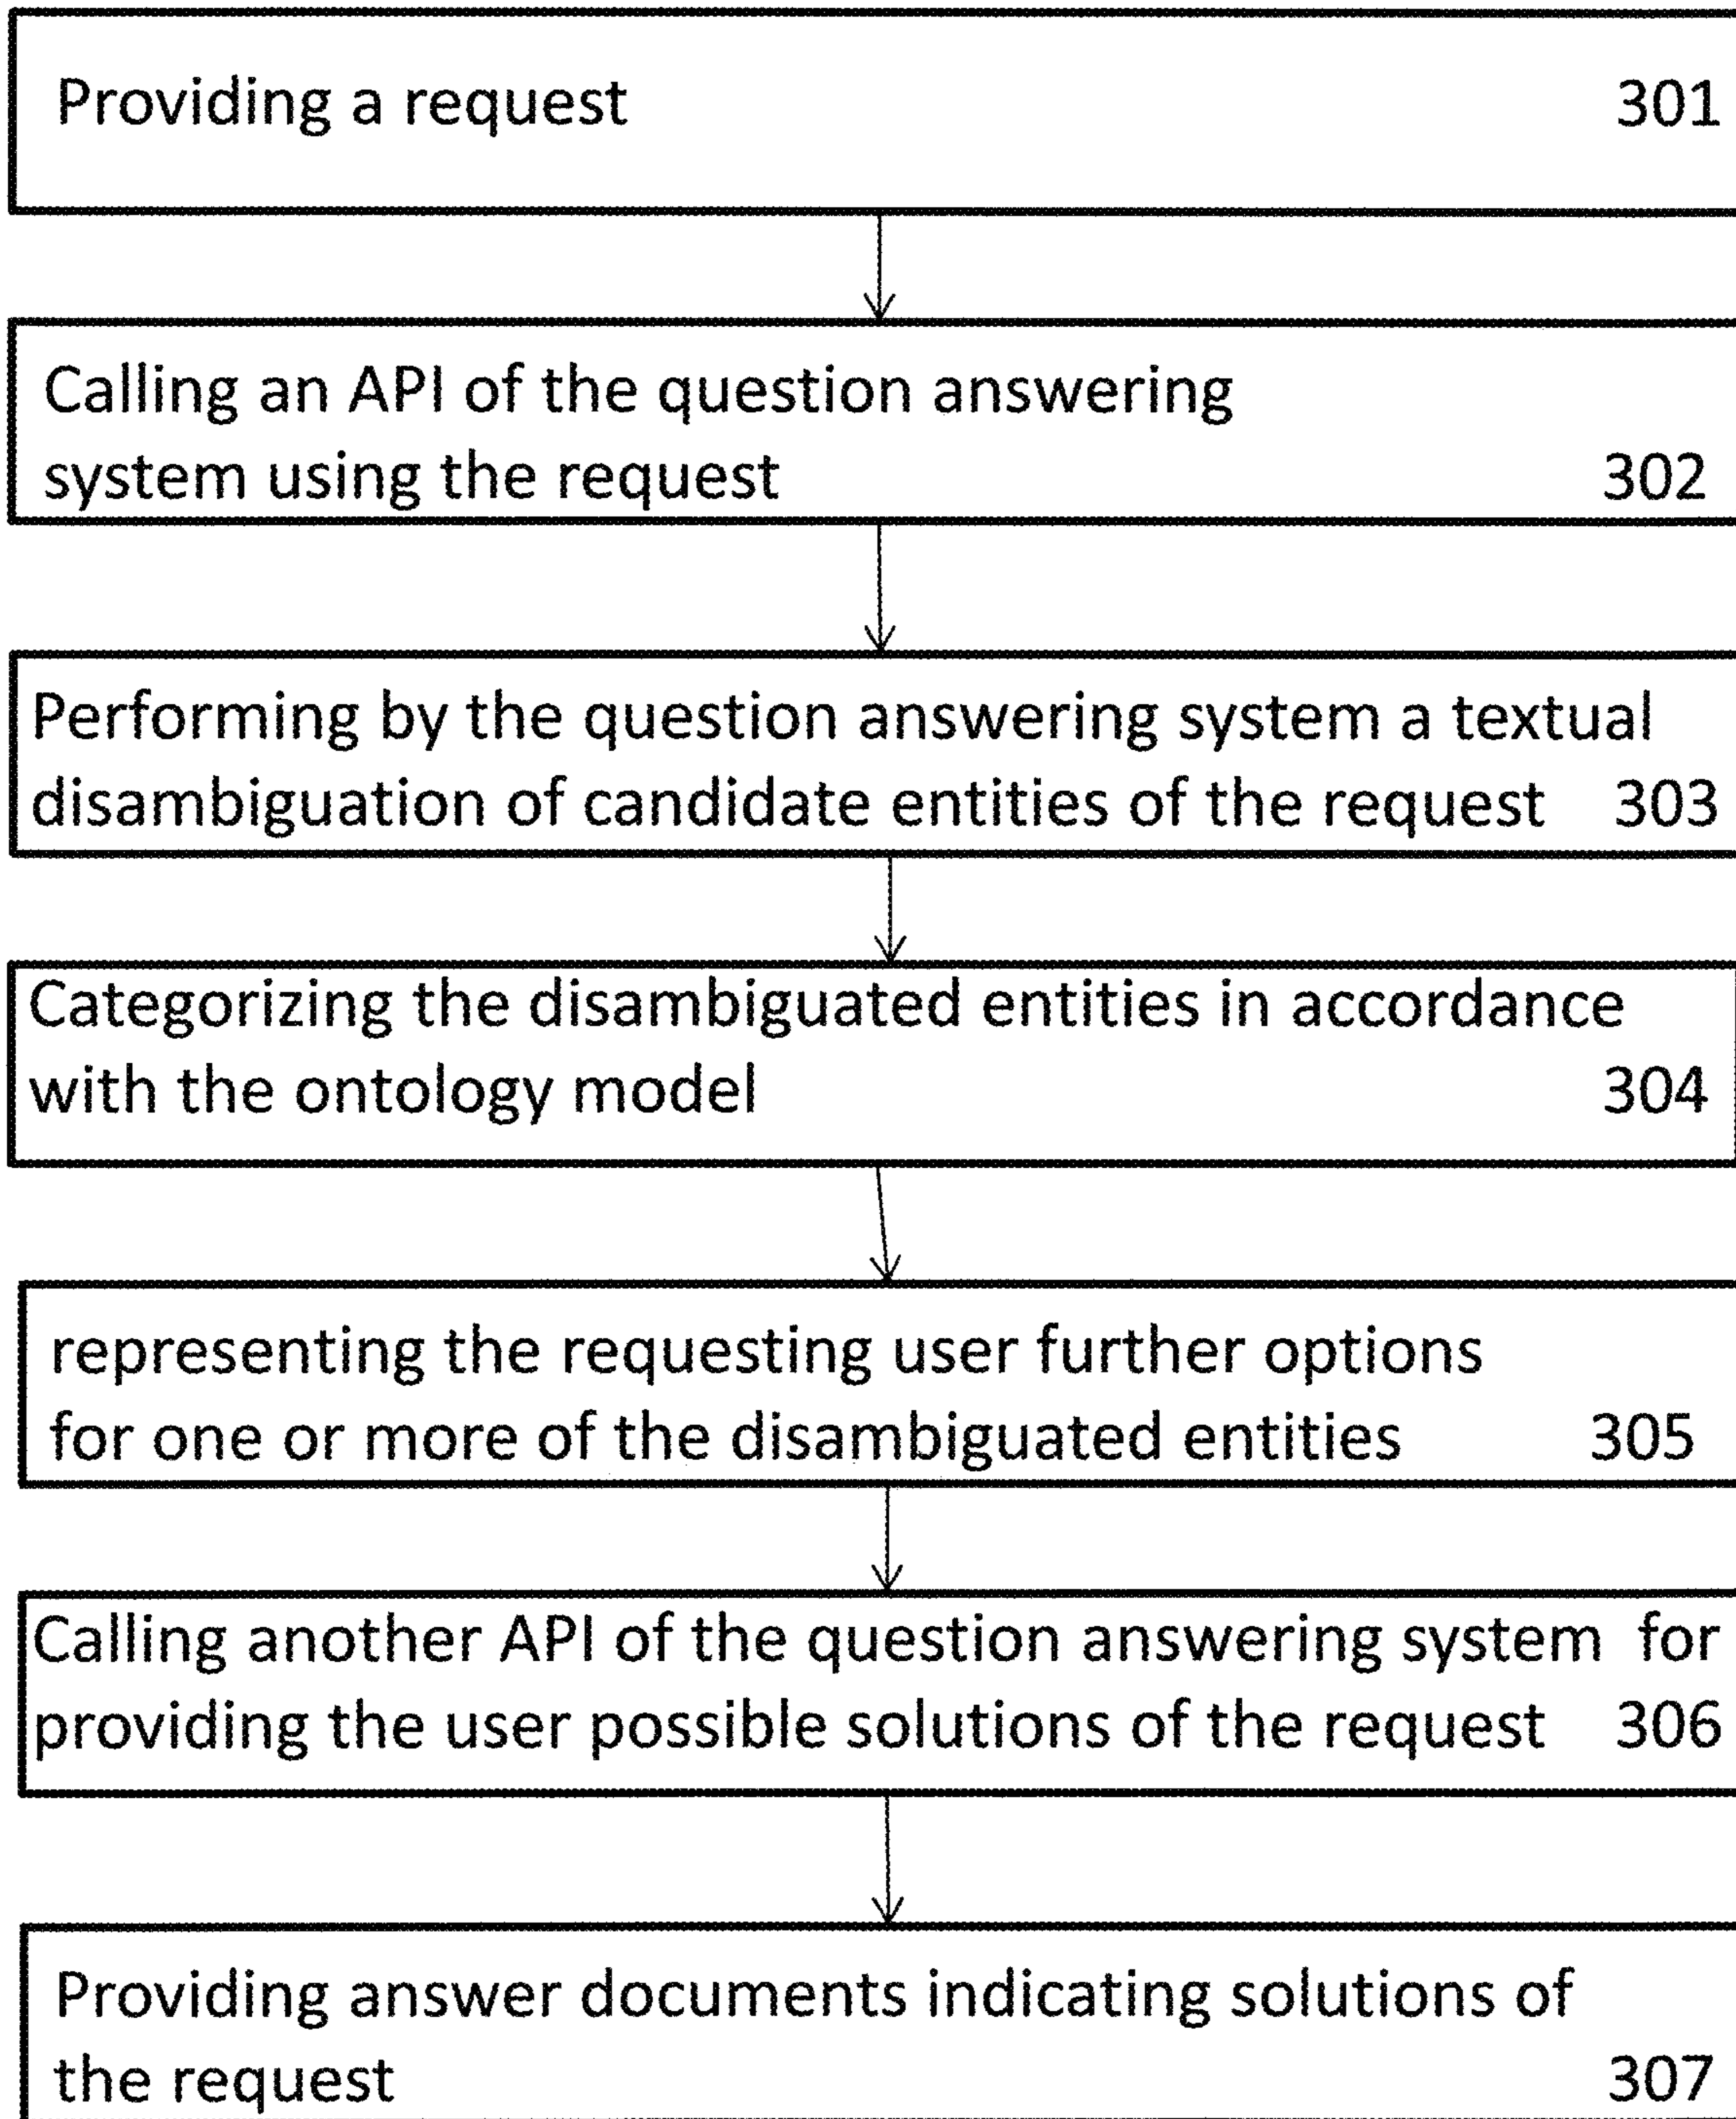 Providing a request 301
Calling an API of the question answering
system using the request 302
Performing by the question answering system a textual
disambiguation of candidate entities of the request 303
Categorizing the disambiguated entities in accordance
with the ontology model 304
representing the requesting user further options
for one or more of the disambiguated entities 305
Calling another API of the question answering system for
providing the user possible solutions of the request 306
Providing answer documents indicating solutions of
the request 307